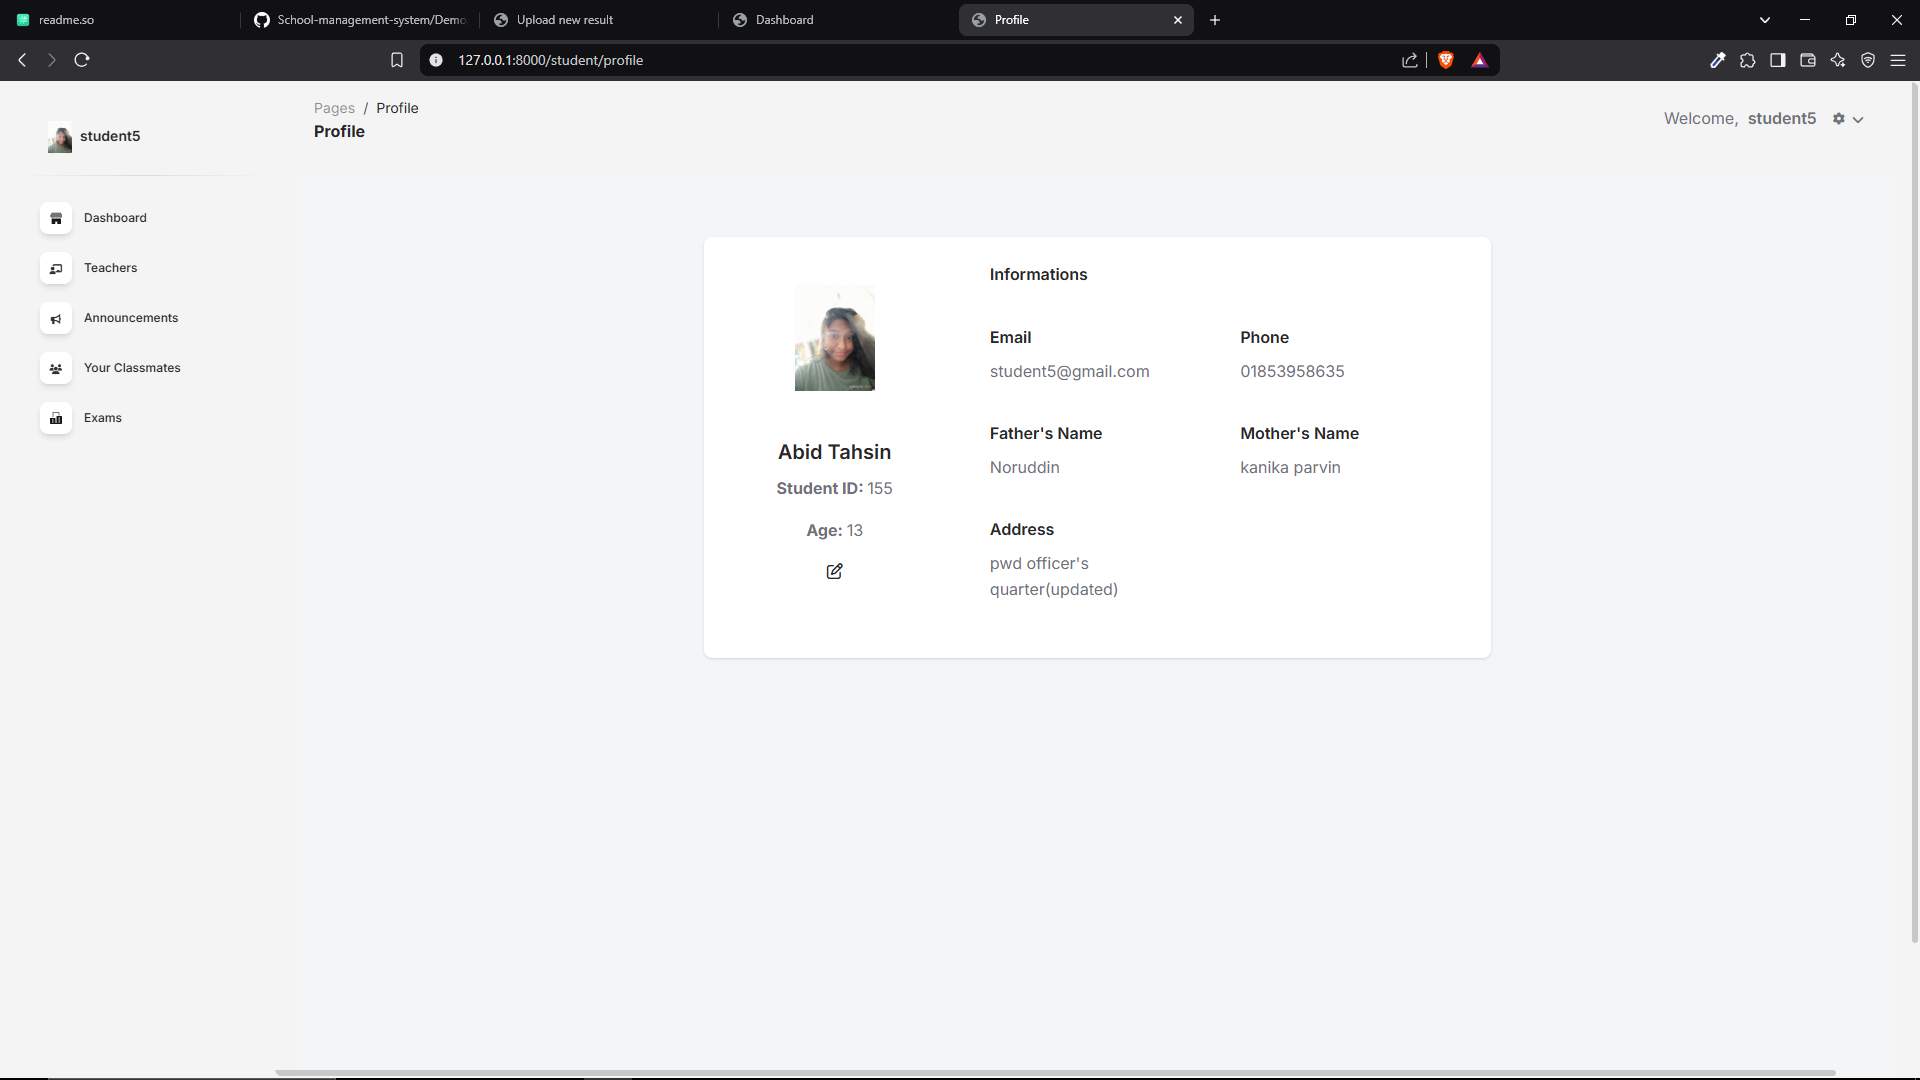 readme.so
School-management-system/Demo
Upload new result
Dashboard
Profile
127.0.0.1:8000/student/profile
student5
Pages / Profile
Profile
Welcome, student5
Dashboard
Teachers
Announcements
Your Classmates
Exams
Abid Tahsin
Student ID: 155
Age: 13
Informations
Email
Phone
student5@gmail.com
01853958635
Father's Name
Mother's Name
Noruddin
kanika parvin
Address
pwd officer's
quarter(updated)